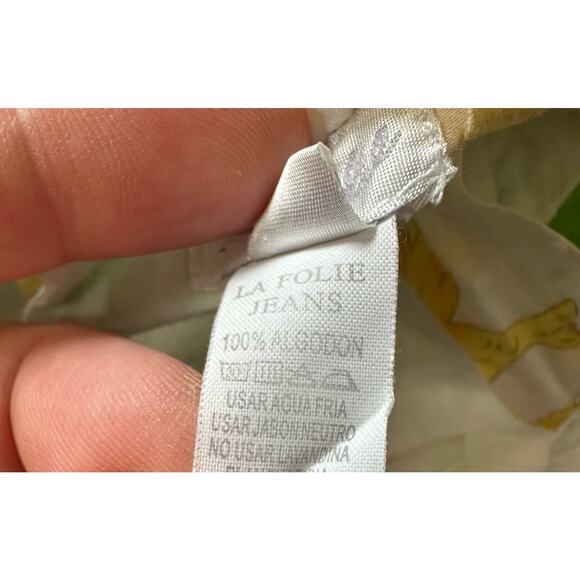 LA FOLIE
JEANS
100% ALGODON
USAR AGUA FRIA
USAR JABON NEUTRO
NO USAR LAVANDINA